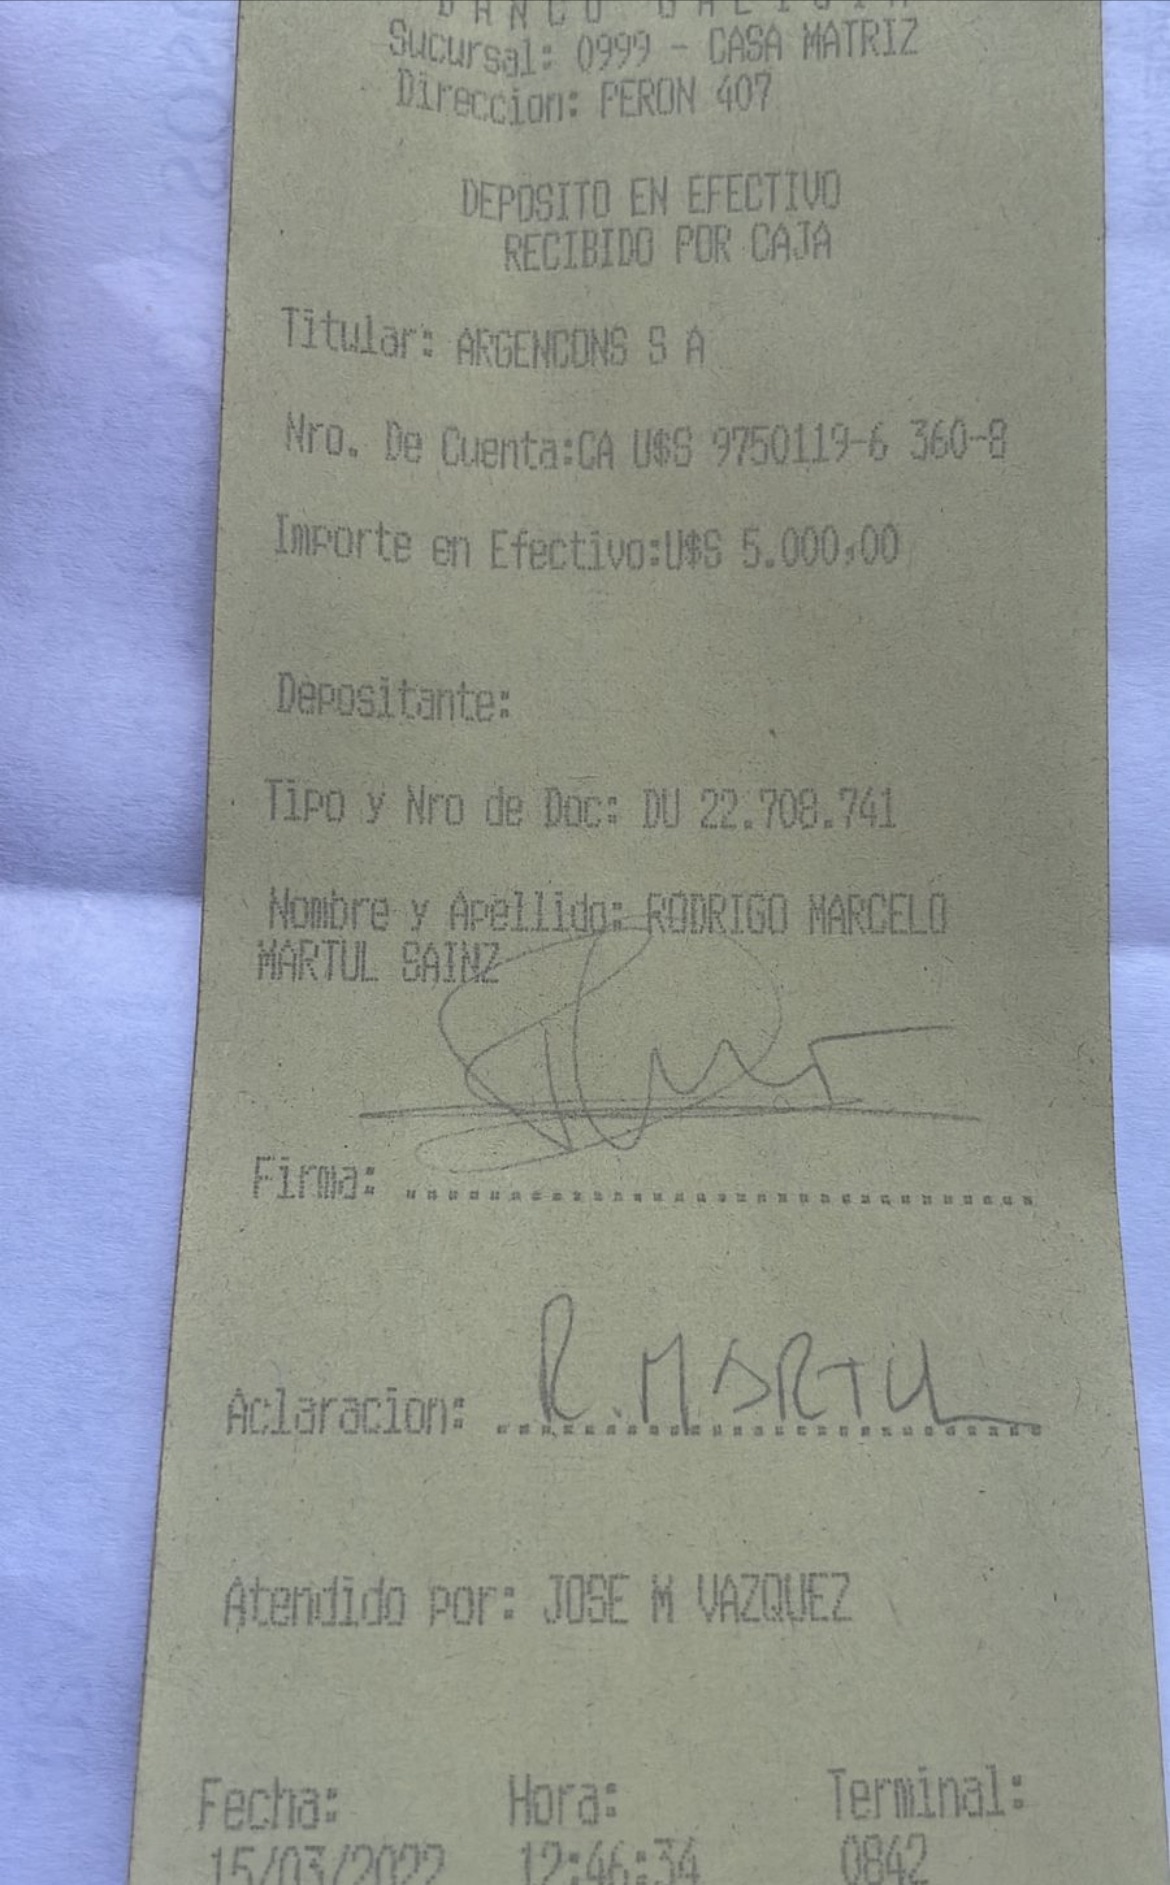 BANCO GALICIA
Sucursal: 0999 - CASA MATRIZ
Direccion: PERON 407
DEPOSITO EN EFECTIVO
RECIBIDO POR CAJA
Titular: ARGENCONS S A
Nro. De Cuenta:CA U$S 9750119-6 360-8
Importe en Efectivo:U$S 5.000,00
Depositante:
Tipo y Nro de Doc: DU 22.708.741
Nombre y Apellido: RODRIGO MARCELO
MARTUL SAINZ
Firma:
Aclaracion: R. MARTUL
Atendido por: JOSE M VAZQUEZ
Fecha: Hora: Terminal:
15/03/2022 12:46:34 0842